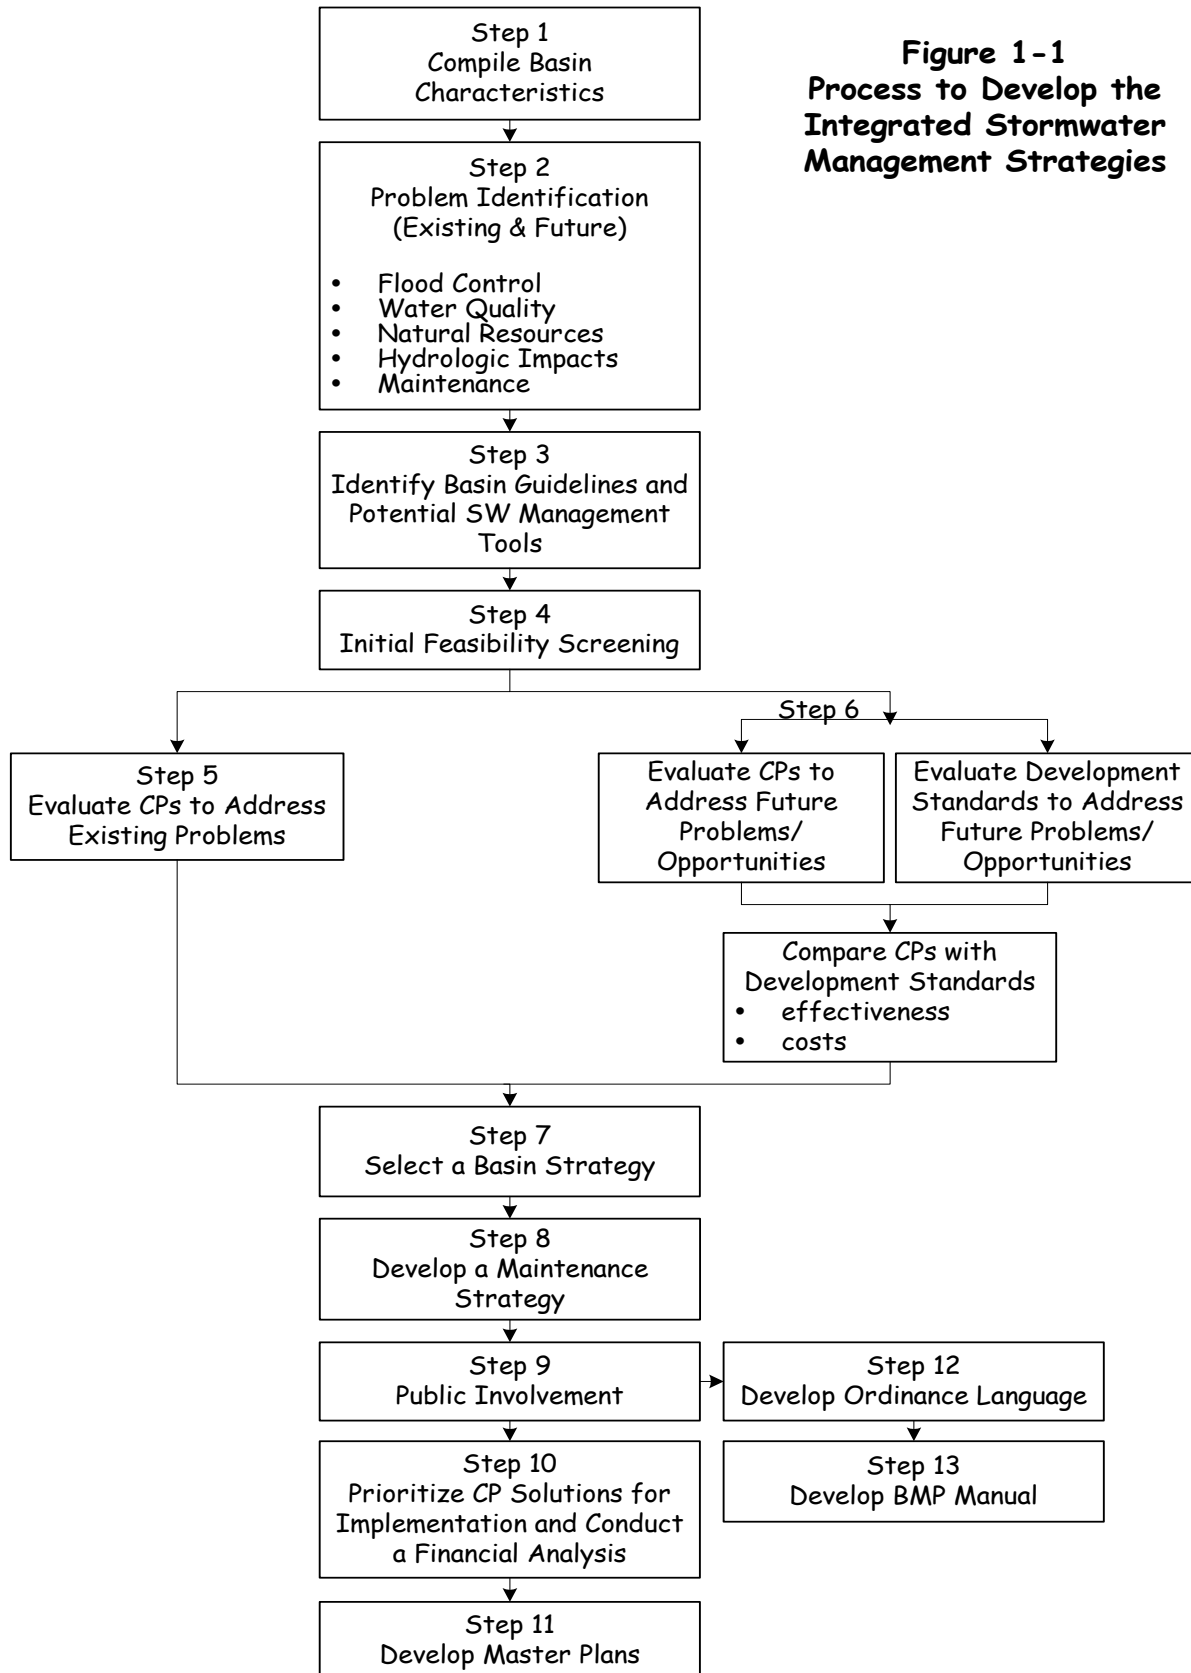 Figure 1-1
Process to Develop the
Integrated Stormwater
Management Strategies
Step 1
Compile Basin
Characteristics
Step 2
Problem Identification
(Existing & Future)
• Flood Control
• Water Quality
• Natural Resources
• Hydrologic Impacts
• Maintenance
Step 3
Identify Basin Guidelines and
Potential SW Management
Tools
Step 4
Initial Feasibility Screening
Step 5
Evaluate CPs to Address
Existing Problems
Step 6
Evaluate CPs to
Address Future
Problems/
Opportunities
Evaluate Development
Standards to Address
Future Problems/
Opportunities
Compare CPs with
Development Standards
• effectiveness
• costs
Step 7
Select a Basin Strategy
Step 8
Develop a Maintenance
Strategy
Step 9
Public Involvement
Step 12
Develop Ordinance Language
Step 10
Prioritize CP Solutions for
Implementation and Conduct
a Financial Analysis
Step 13
Develop BMP Manual
Step 11
Develop Master Plans